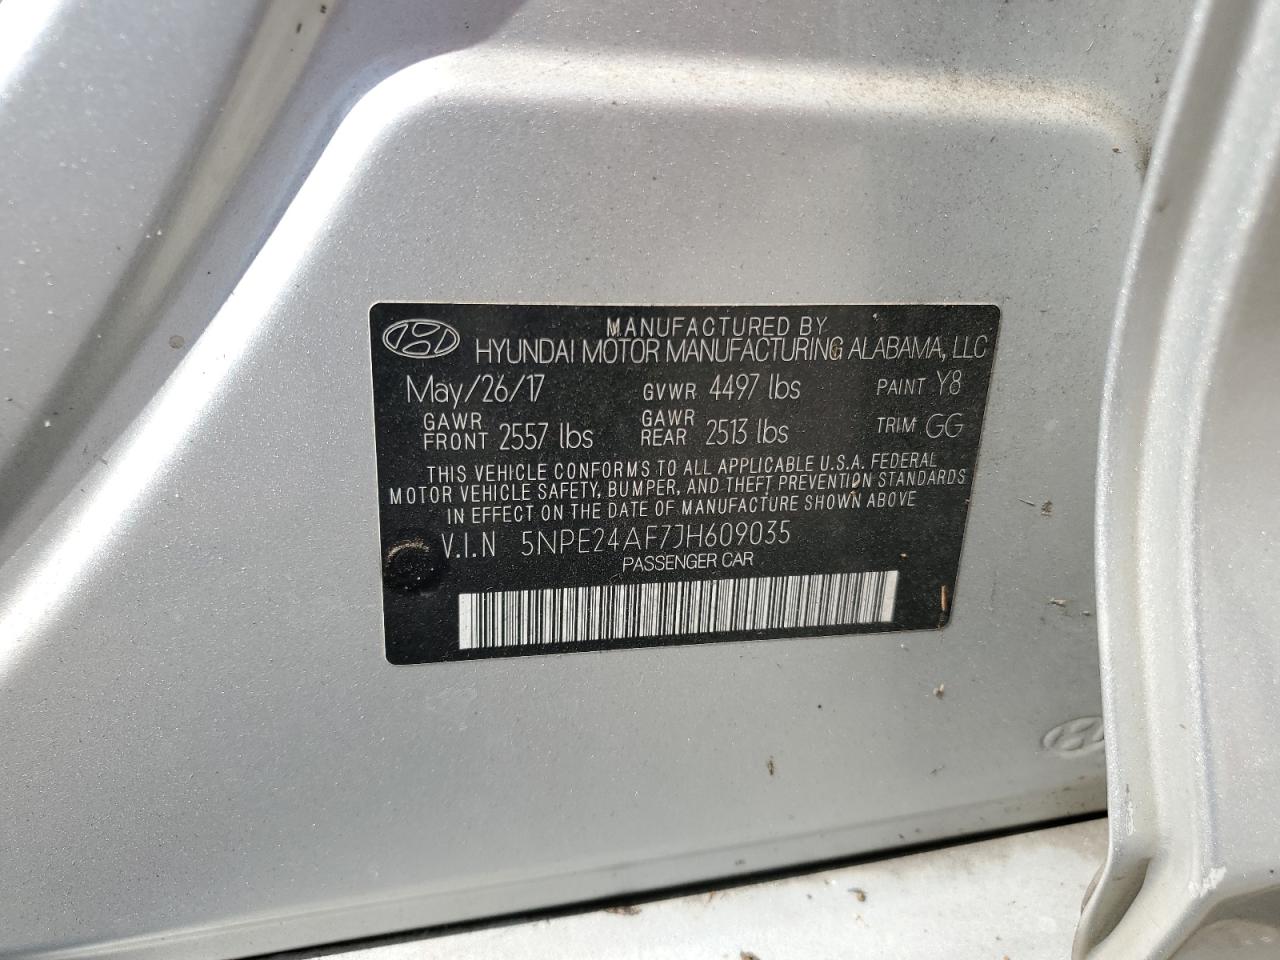 MANUFACTURED BY
HYUNDAI MOTOR MANUFACTURING ALABAMA, LLC
May/26/17 GVWR 4497 lbs PAINT Y8
GAWR FRONT 2557 lbs GAWR REAR 2513 lbs TRIM GG
THIS VEHICLE CONFORMS TO ALL APPLICABLE U.S.A. FEDERAL
MOTOR VEHICLE SAFETY, BUMPER, AND THEFT PREVENTION STANDARDS
IN EFFECT ON THE DATE OF MANUFACTURE SHOWN ABOVE
V.I.N 5NPE24AF7JH609035
PASSENGER CAR